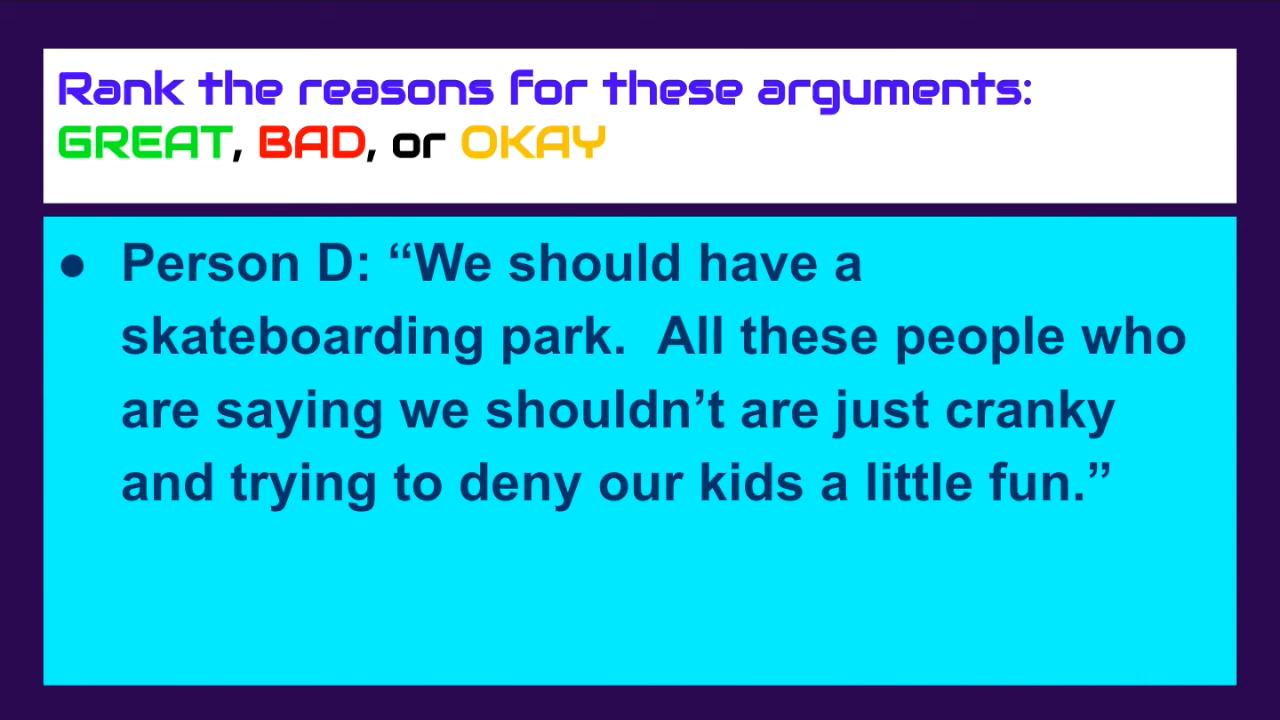 Rank the reasons for these arguments:
GREAT, BAD, or OKAY
● Person D: “We should have a
skateboarding park.  All these people who
are saying we shouldn’t are just cranky
and trying to deny our kids a little fun.”